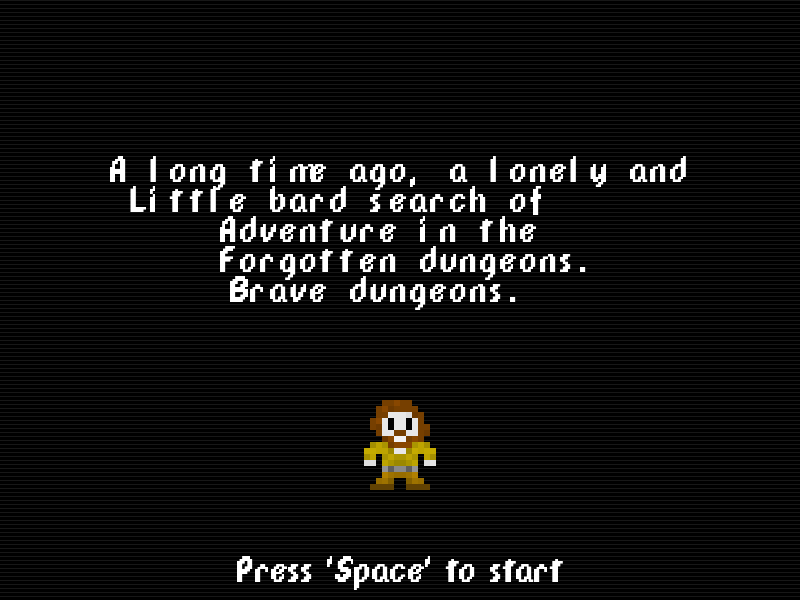 A long time ago, a lonely and
Little bard search of
Adventure in the
Forgotten dungeons.
Brave dungeons.
Press 'Space' to start